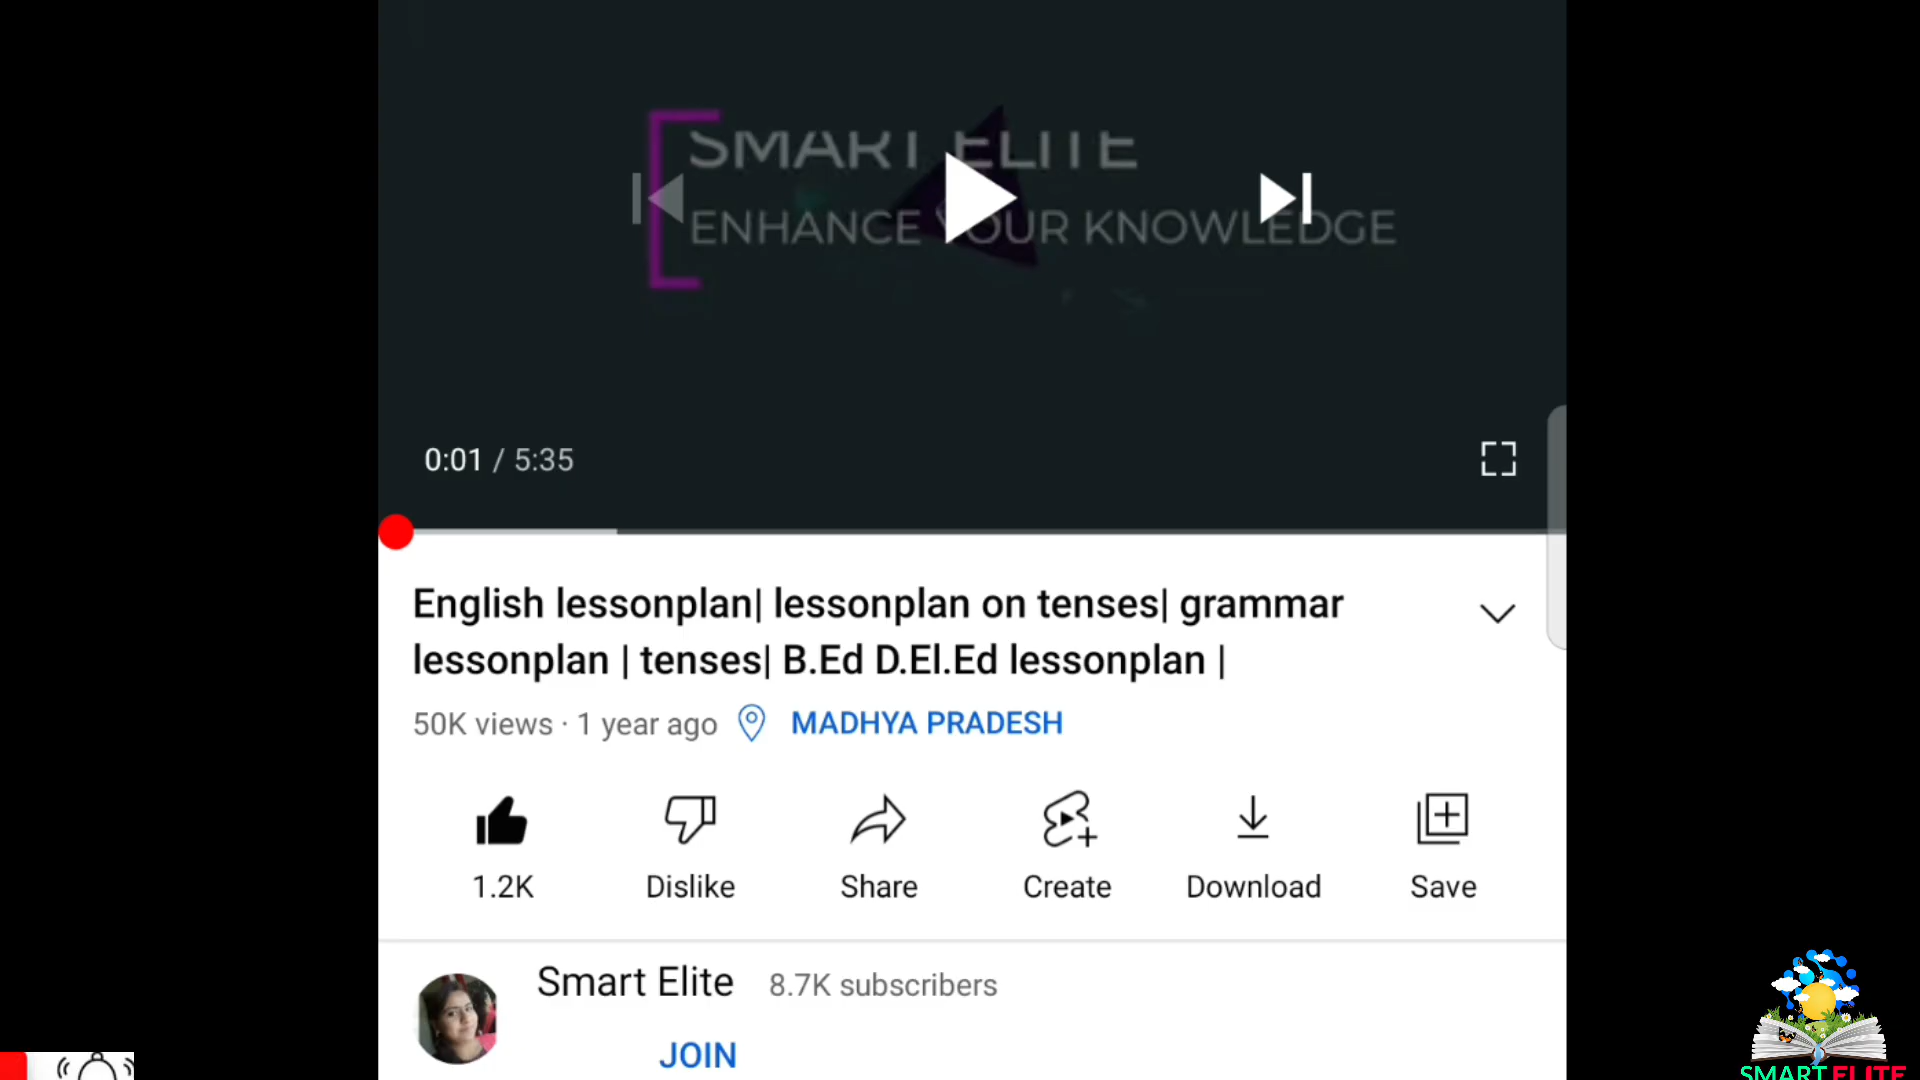 SMART ELITE
ENHANCE YOUR KNOWLEDGE
0:01 / 5:35
English lessonplan| lessonplan on tenses| grammar
lessonplan | tenses| B.Ed D.El.Ed lessonplan |
50K views · 1 year ago MADHYA PRADESH
1.2K Dislike Share Create Download Save
Smart Elite 8.7K subscribers
JOIN
SMART ELITE